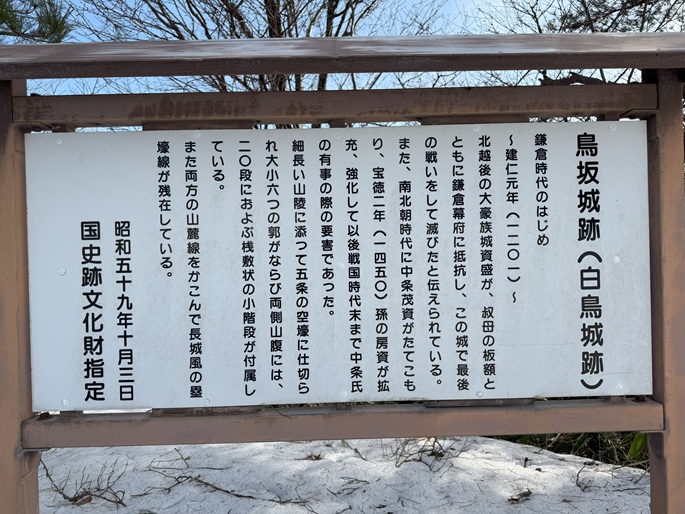 鳥坂城跡(白鳥城跡)
鎌倉時代のはじめ
~建仁元年(一二〇一)~
北越後の大豪族城資盛が、叔母の板額と
ともに鎌倉幕府に抵抗し、この城で最後
の戦いをして滅びたと伝えられている。
また、南北朝時代に中条茂資がたてこも
り、宝徳二年(一四五〇)孫の房資が拡
充、強化して以後戦国時代末まで中条氏
の有事の際の要害であった。
細長い山陵に添って五条の空壕に仕切ら
れ大小六つの郭がならび両側山腹には、
二〇段におよぶ桟敷状の小階段が付属し
ている。
また両方の山麓線をかこんで長城風の塁
壕線が残在している。
昭和五十九年十月三日
国史跡文化財指定